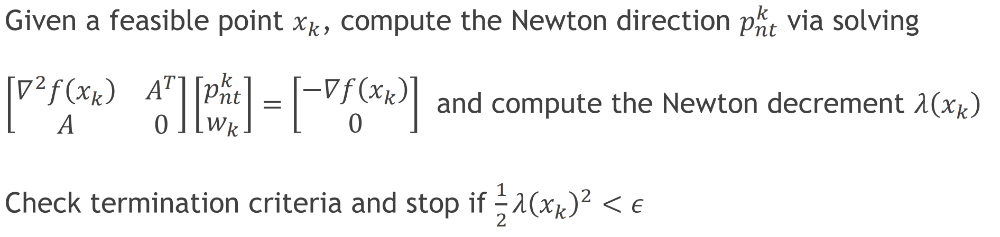 Given a feasible point $x_k$, compute the Newton direction $p_{nt}^k$ via solving
$\begin{bmatrix} \nabla^2 f(x_k) & A^T \\ A & 0 \end{bmatrix} \begin{bmatrix} p_{nt}^k \\ w_k \end{bmatrix} = \begin{bmatrix} -\nabla f(x_k) \\ 0 \end{bmatrix}$ and compute the Newton decrement $\lambda(x_k)$
Check termination criteria and stop if $\frac{1}{2}\lambda(x_k)^2 < \epsilon$